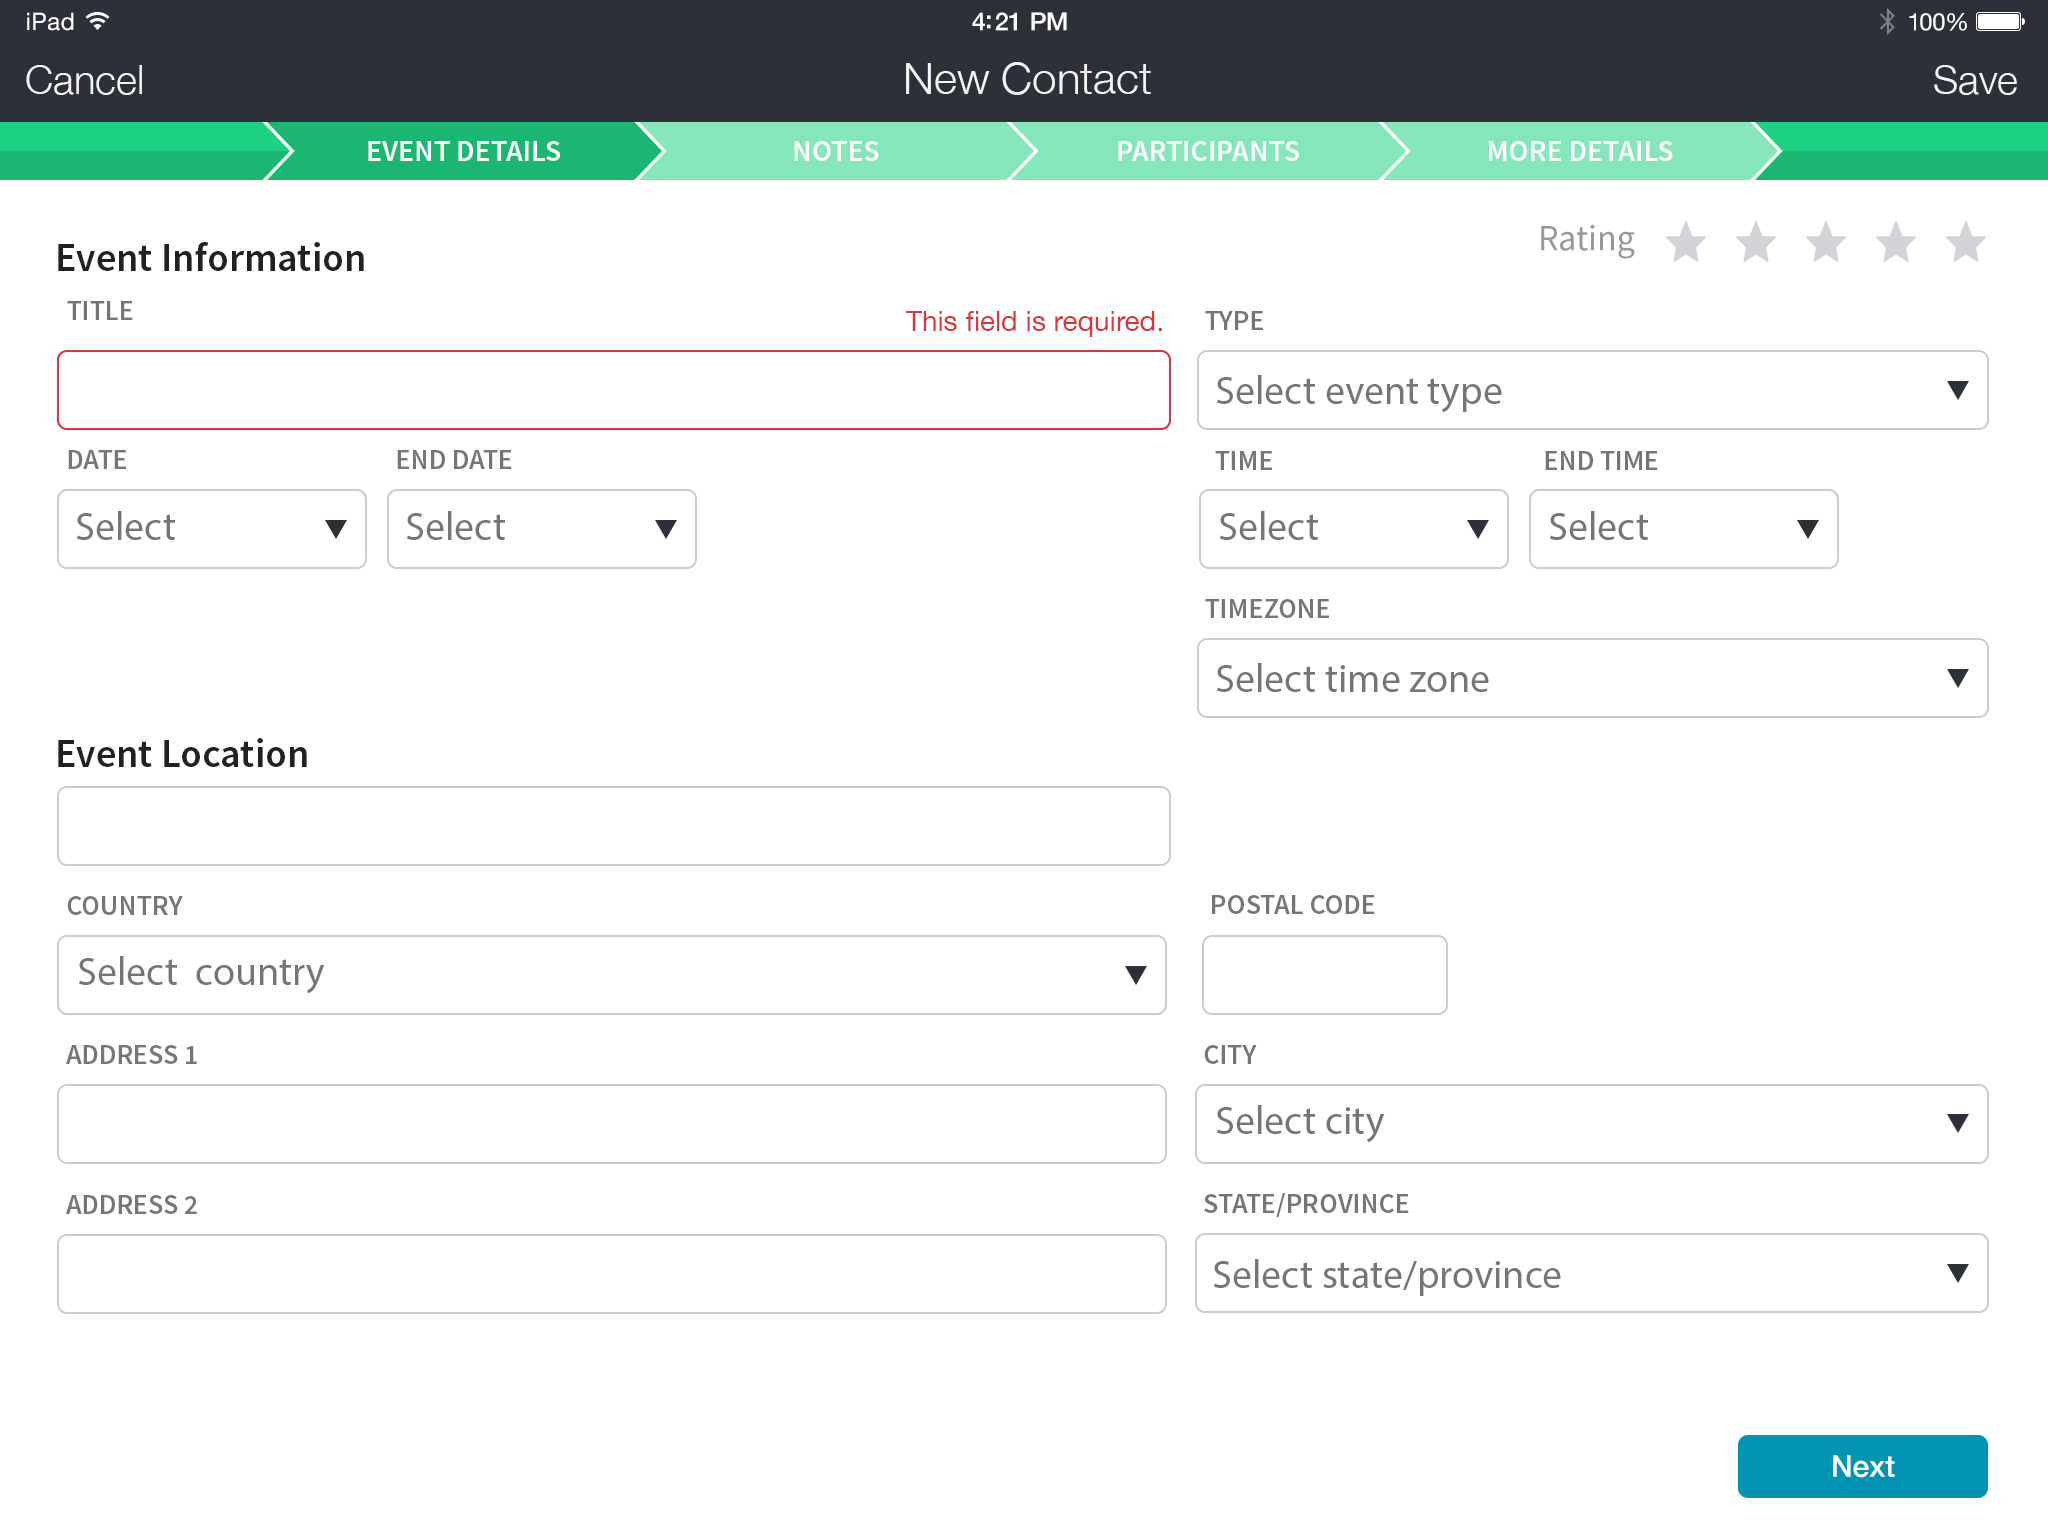 iPad 4:21 PM 100%
Cancel New Contact Save
EVENT DETAILS NOTES PARTICIPANTS MORE DETAILS
Rating
Event Information
TITLE This field is required. TYPE
Select event type
DATE END DATE TIME END TIME
Select Select Select Select
TIMEZONE
Select time zone
Event Location
COUNTRY POSTAL CODE
Select country
ADDRESS 1 CITY
Select city
ADDRESS 2 STATE/PROVINCE
Select state/province
Next